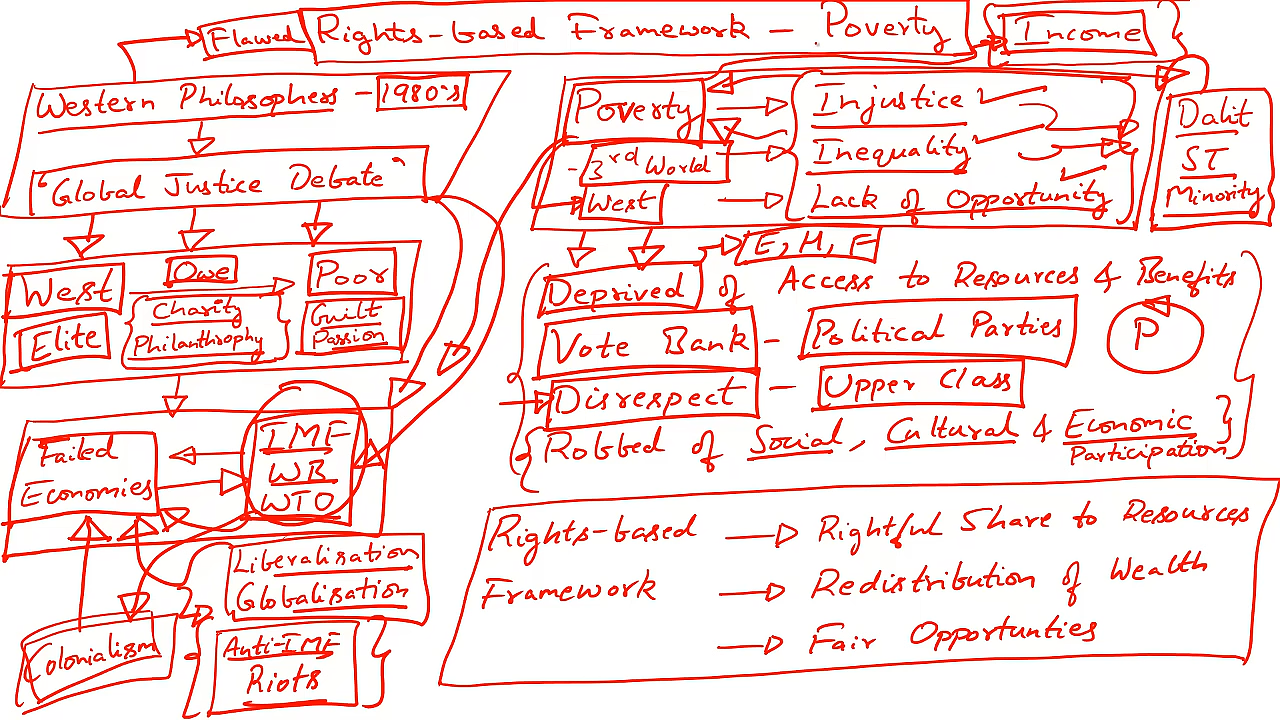 Flawed Rights-based Framework - Poverty
Income
Western Philosophers - 1980's
"Global Justice Debate"
West
Owe
Poor
Elite
Charity
Philanthrophy
Guilt
Passion
Failed
Economies
IMF
WB
WTO
Liberalisation
Globalisation
Colonialism
Anti-IMF
Riots
Poverty
- 3rd World
West
Injustice
Inequality
Lack of Opportunity
Dalit
ST
Minority
E, H, F
Deprived of Access to Resources & Benefits
Vote Bank - Political Parties
P
Disrespect - Upper Class
Robbed of Social, Cultural & Economic
Participation
Rights-based
Framework
Rightful Share to Resources
Redistribution of Wealth
Fair Opportunties